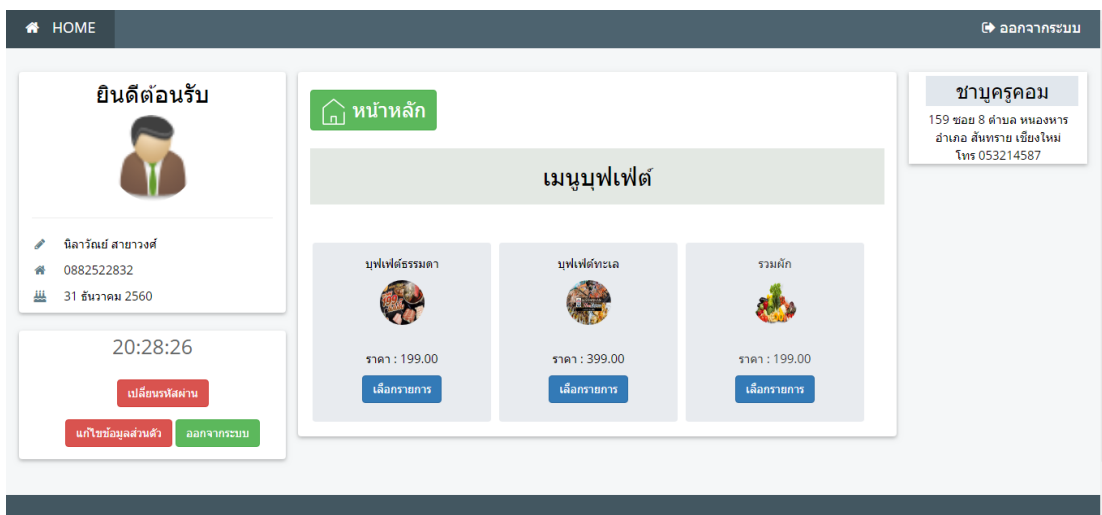 HOME
ออกจากระบบ
ยินดีต้อนรับ
นิลาวัณย์ สายาวงศ์
0882522832
31 ธันวาคม 2560
20:28:26
เปลี่ยนรหัสผ่าน
แก้ไขข้อมูลส่วนตัว
ออกจากระบบ
หน้าหลัก
เมนูบุฟเฟ่ต์
บุฟเฟ่ต์ธรรมดา
ราคา : 199.00
เลือกรายการ
บุฟเฟ่ต์ทะเล
ราคา : 399.00
เลือกรายการ
รวมผัก
ราคา : 199.00
เลือกรายการ
ชาบูครูคอม
159 ซอย 8 ตำบล หนองหาร
อำเภอ สันทราย เชียงใหม่
โทร 053214587